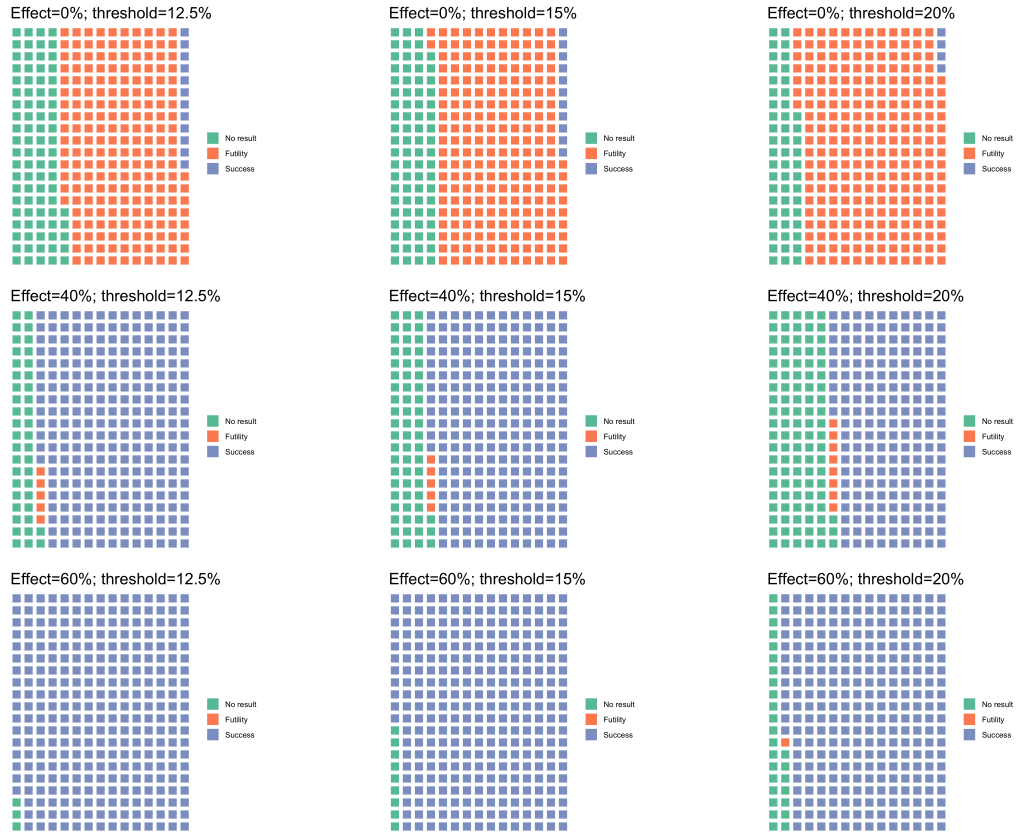 Effect=0%; threshold=12.5%
No result
Futility
Success
Effect=0%; threshold=15%
No result
Futility
Success
Effect=0%; threshold=20%
No result
Futility
Success
Effect=40%; threshold=12.5%
No result
Futility
Success
Effect=40%; threshold=15%
No result
Futility
Success
Effect=40%; threshold=20%
No result
Futility
Success
Effect=60%; threshold=12.5%
No result
Futility
Success
Effect=60%; threshold=15%
No result
Futility
Success
Effect=60%; threshold=20%
No result
Futility
Success